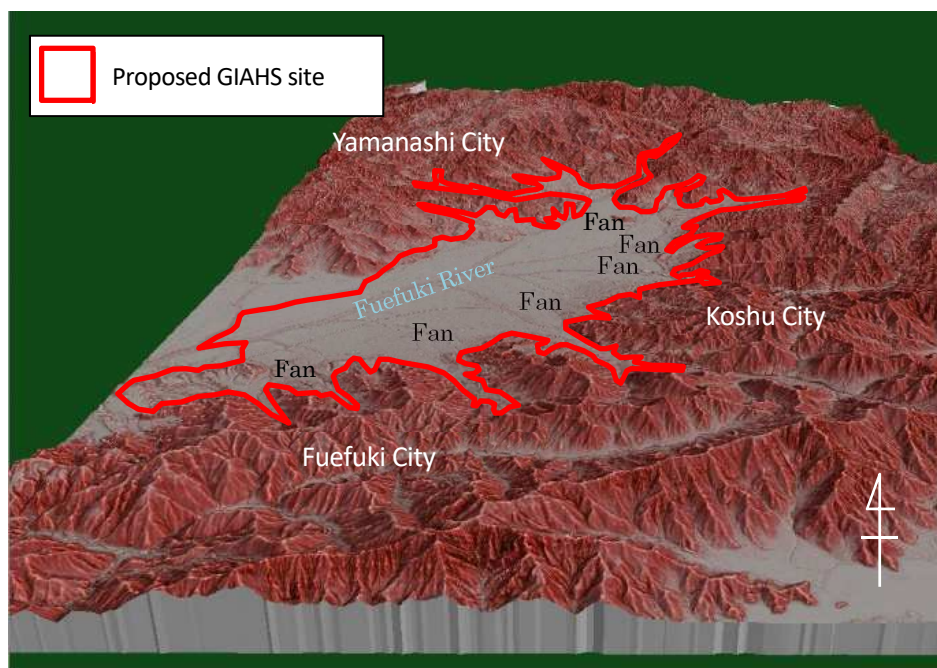 Proposed GIAHS site
Yamanashi City
Fan
Fan
Fan
Fuefuki River
Fan
Koshu City
Fan
Fan
Fuefuki City